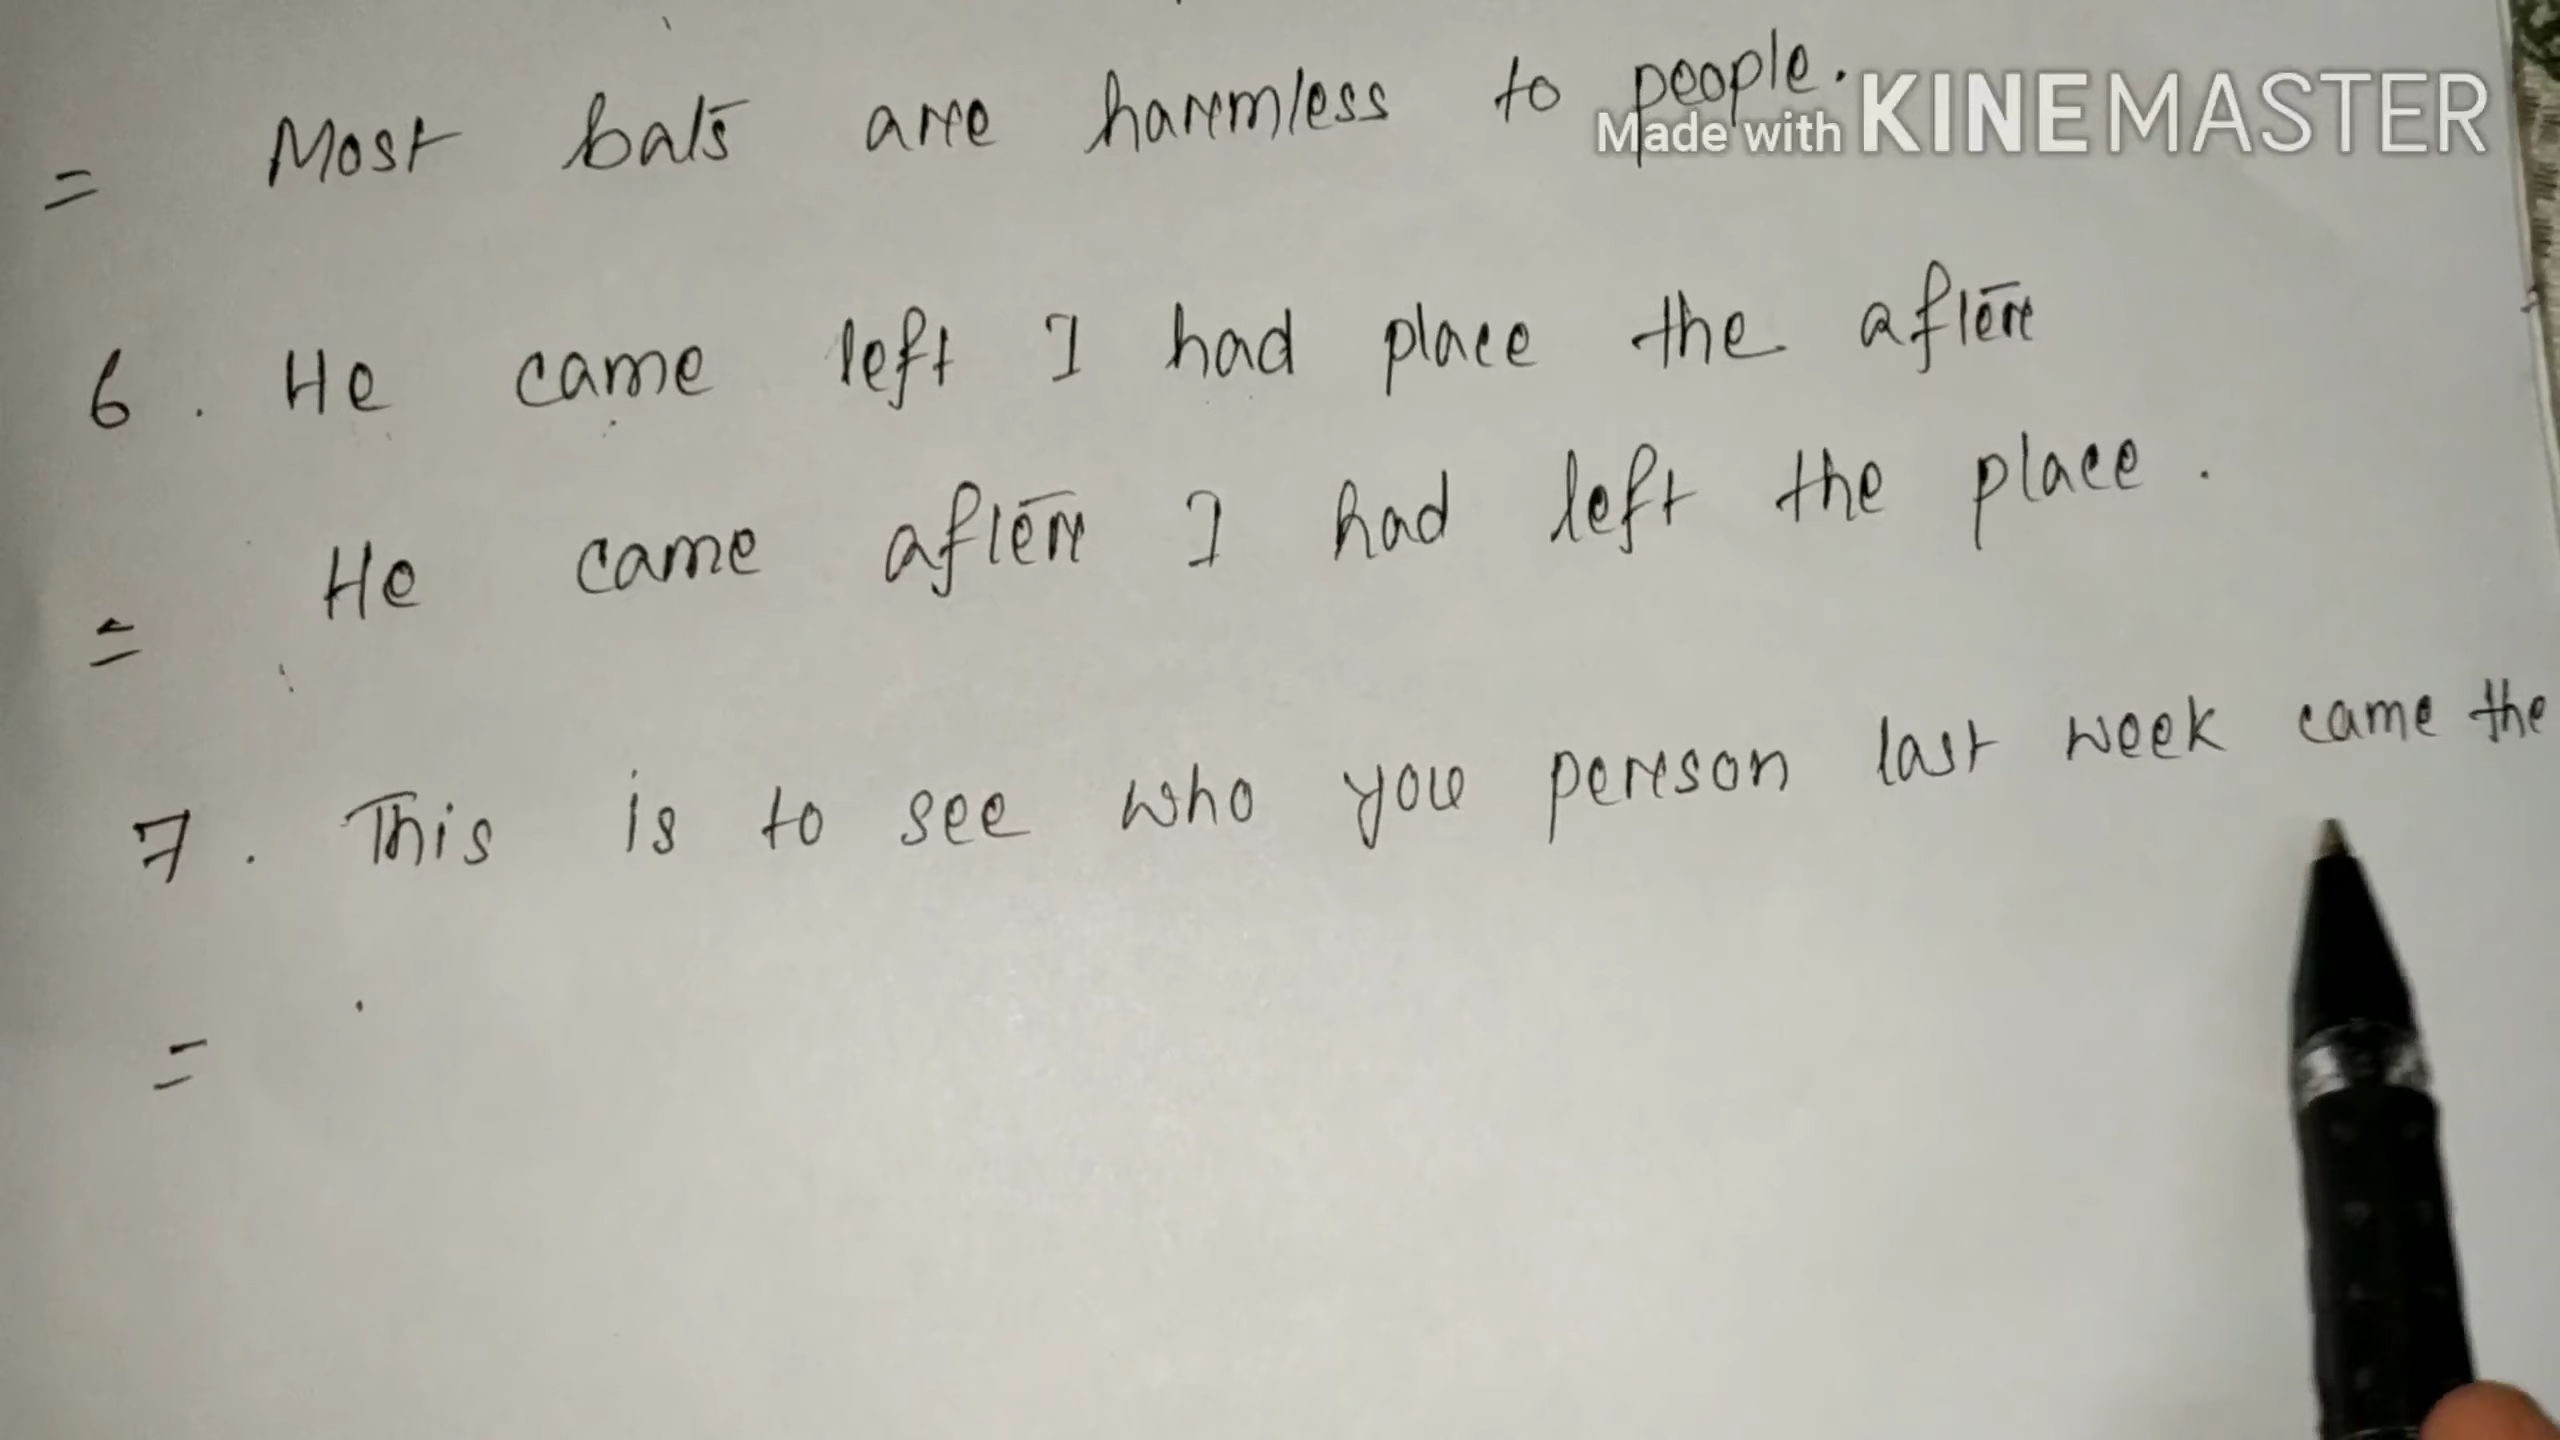 = Most bats are harmless to people.
Made with KINEMASTER
6. He came left I had place the after
= He came after I had left the place.
7. This is to see who you person last week came the
=